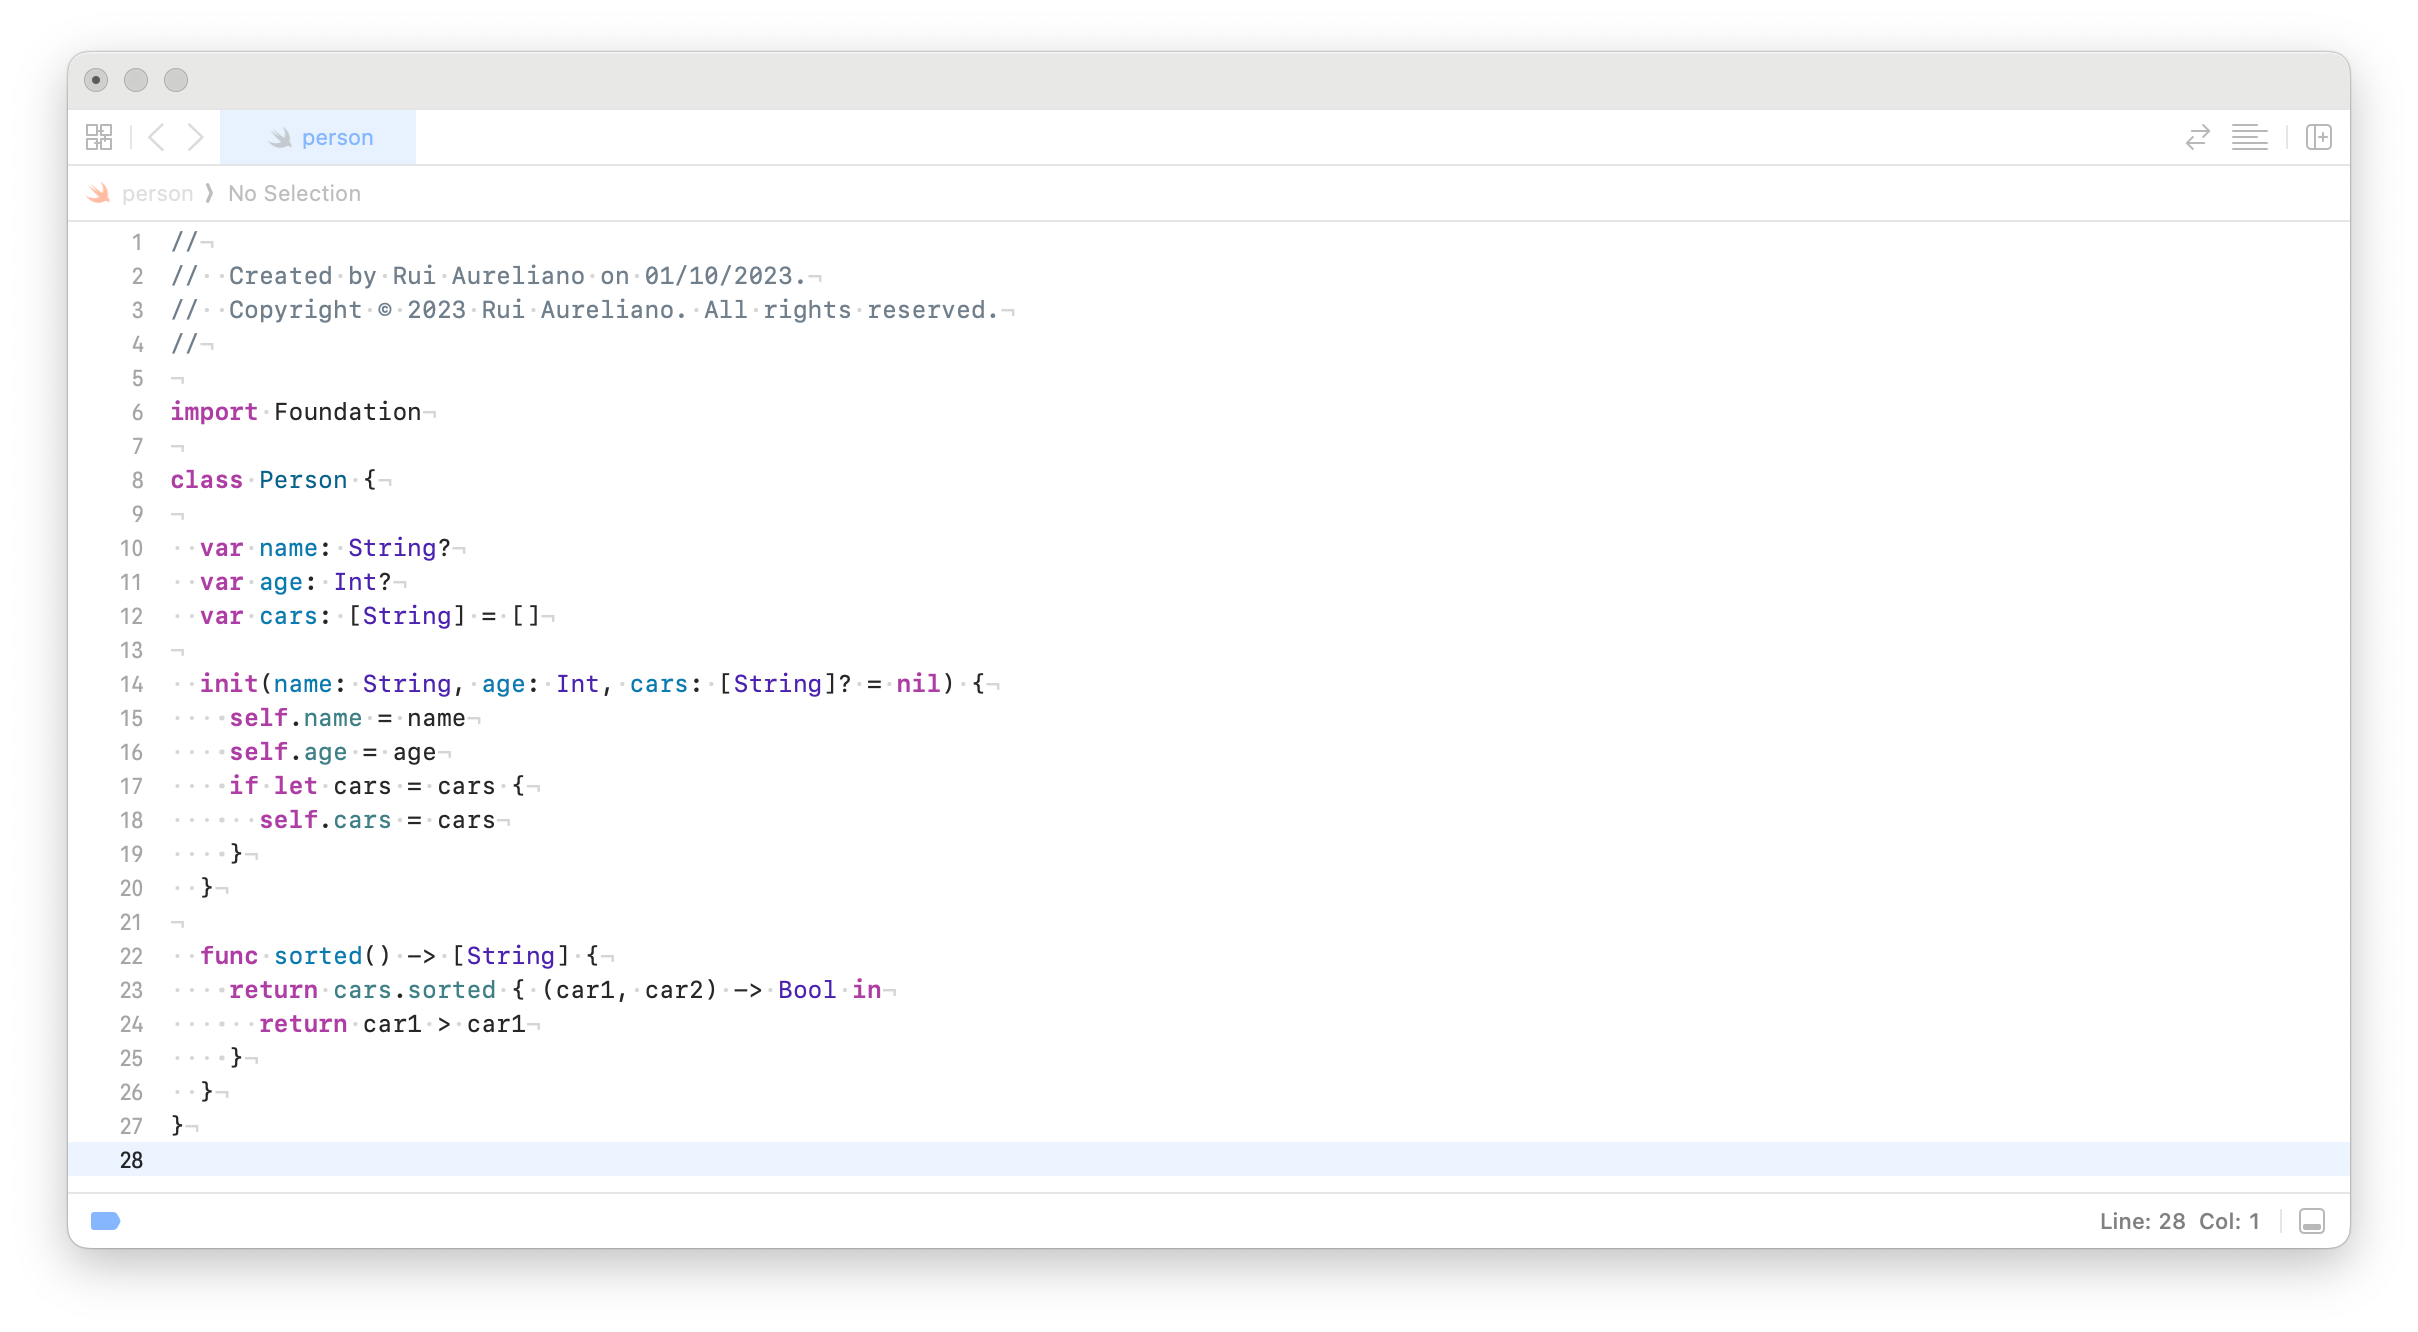 person
person ⟩ No Selection
1 //¬
2 //··Created·by·Rui·Aureliano·on·01/10/2023.¬
3 //··Copyright·©·2023·Rui·Aureliano.·All·rights·reserved.¬
4 //¬
5 ¬
6 import·Foundation¬
7 ¬
8 class·Person·{¬
9 ¬
10 ··var·name:·String?¬
11 ··var·age:·Int?¬
12 ··var·cars:·[String]·=·[]¬
13 ¬
14 ··init(name:·String,·age:·Int,·cars:·[String]?·=·nil)·{¬
15 ····self.name·=·name¬
16 ····self.age·=·age¬
17 ····if·let·cars·=·cars·{¬
18 ······self.cars·=·cars¬
19 ····}¬
20 ··}¬
21 ¬
22 ··func·sorted()·->·[String]·{¬
23 ····return·cars.sorted·{·(car1,·car2)·->·Bool·in¬
24 ······return·car1·>·car1¬
25 ····}¬
26 ··}¬
27 }¬
28
Line: 28 Col: 1